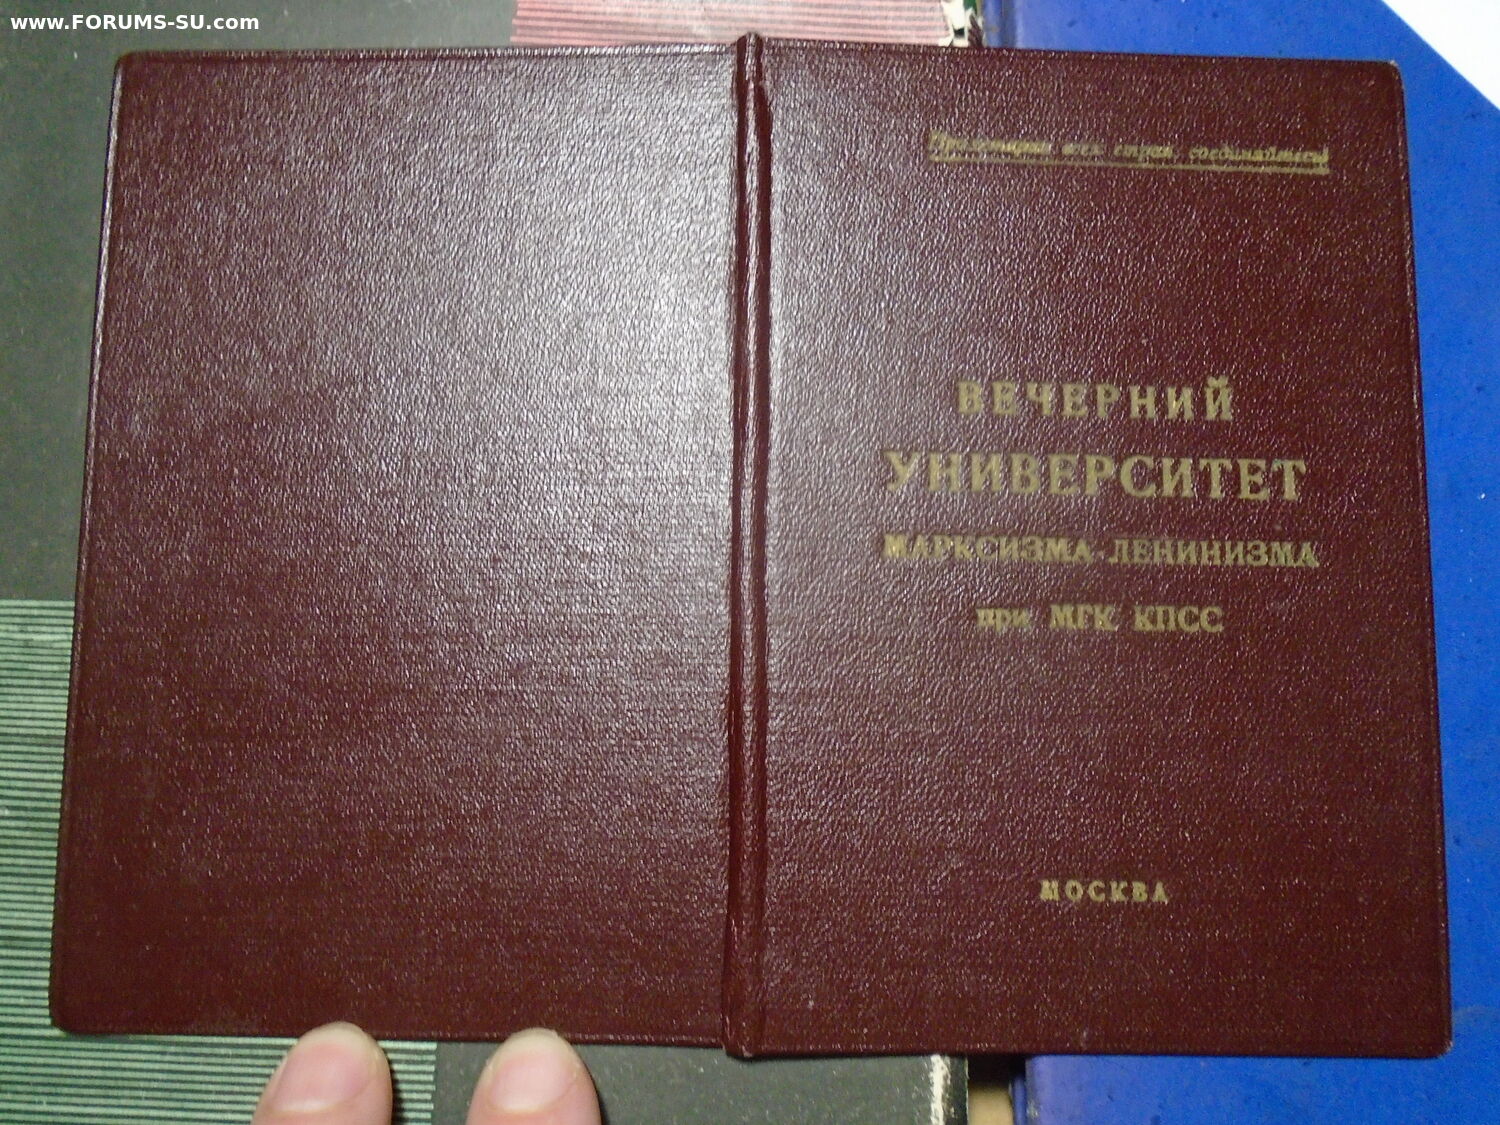 www.FORUMS-SU.com
Пролетарии всех стран, соединяйтесь!
ВЕЧЕРНИЙ
УНИВЕРСИТЕТ
МАРКСИЗМА-ЛЕНИНИЗМА
при МГК КПСС
МОСКВА